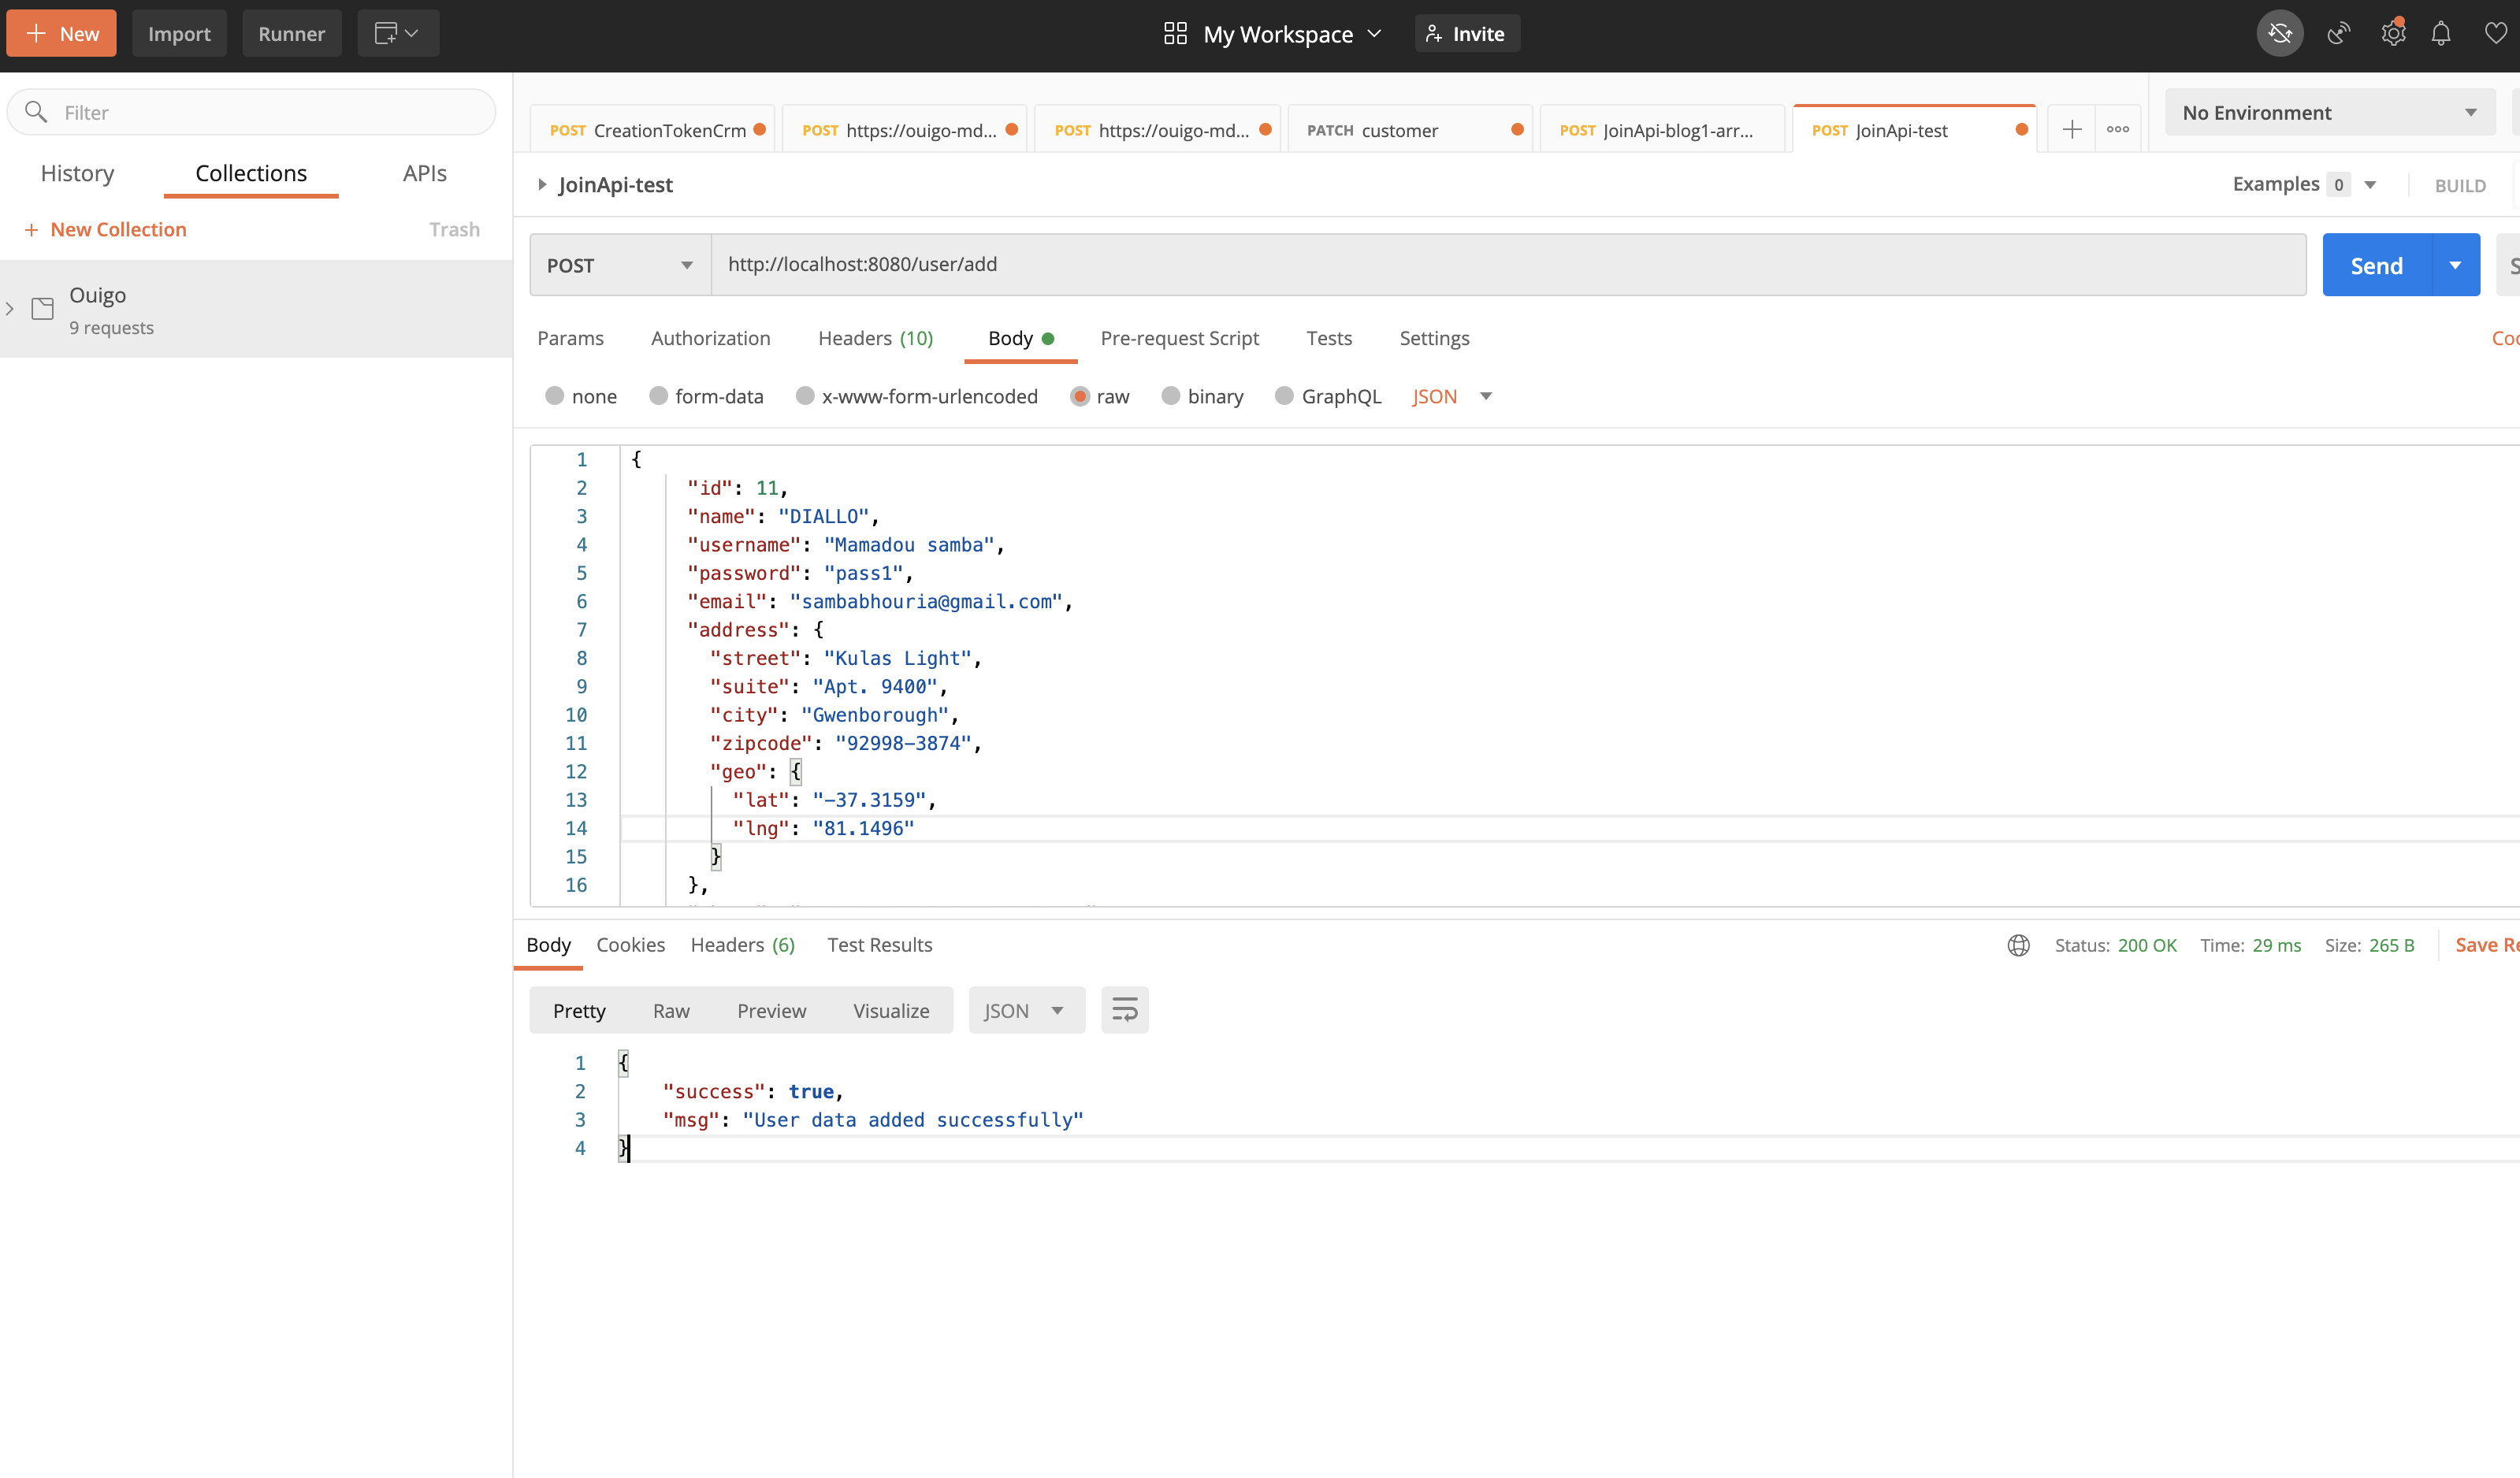 New
Import
Runner
My Workspace
Invite
Filter
History
Collections
APIs
New Collection
Trash
Ouigo
9 requests
POST CreationTokenCrm
POST https://ouigo-md...
POST https://ouigo-md...
PATCH customer
POST JoinApi-blog1-arr...
POST JoinApi-test
No Environment
JoinApi-test
Examples 0
BUILD
POST
http://localhost:8080/user/add
Send
Params
Authorization
Headers (10)
Body
Pre-request Script
Tests
Settings
none
form-data
x-www-form-urlencoded
raw
binary
GraphQL
JSON
1 {
2 "id": 11,
3 "name": "DIALLO",
4 "username": "Mamadou samba",
5 "password": "pass1",
6 "email": "sambabhouria@gmail.com",
7 "address": {
8 "street": "Kulas Light",
9 "suite": "Apt. 9400",
10 "city": "Gwenborough",
11 "zipcode": "92998-3874",
12 "geo": {
13 "lat": "-37.3159",
14 "lng": "81.1496"
15 }
16 },
Body
Cookies
Headers (6)
Test Results
Status: 200 OK
Time: 29 ms
Size: 265 B
Save Re
Pretty
Raw
Preview
Visualize
JSON
1 {
2 "success": true,
3 "msg": "User data added successfully"
4 }